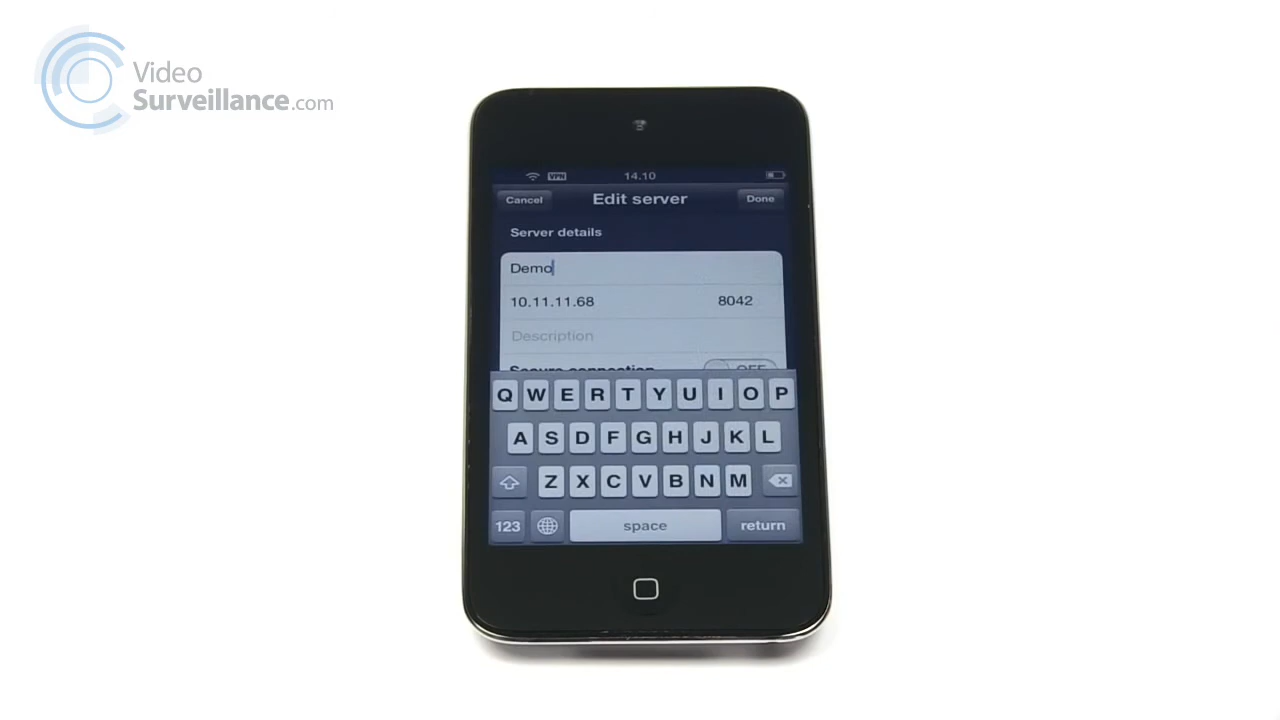 Video
Surveillance.com
VPN 14.10
Cancel Edit server Done
Server details
Demo
10.11.11.68 8042
Description
Secure connection OFF
Q W E R T Y U I O P
A S D F G H J K L
Z X C V B N M
123 space return